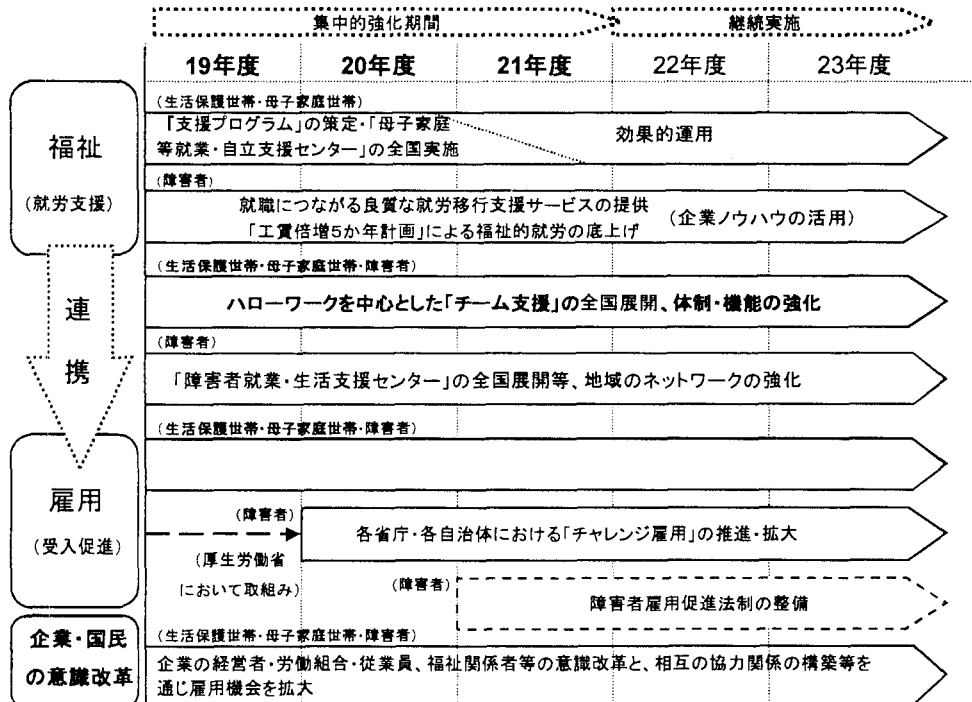 集中的強化期間
継続実施
19年度
20年度
21年度
22年度
23年度
福祉
(就労支援)
(生活保護世帯・母子家庭世帯)
『支援プログラム」の策定・「母子家庭
等就業・自立支援センター」の全国実施
効果的運用
(障害者)
就職につながる良質な就労移行支援サービスの提供
「工賃倍増5か年計画」による福祉的就労の底上げ
(企業ノウハウの活用)
連
携
(生活保護世帯・母子家庭世帯・障害者)
ハローワークを中心とした「チーム支援」の全国展開、体制・機能の強化
(障害者)
「障害者就業・生活支援センター」の全国展開等、地域のネットワークの強化
雇用
(受入促進)
(生活保護世帯・母子家庭世帯・障害者)
(障害者)
(厚生労働省
において取組み)
各省庁・各自治体における「チャレンジ雇用」の推進・拡大
(障害者)
障害者雇用促進法制の整備
企業・国民
の意識改革
(生活保護世帯・母子家庭世帯・障害者)
企業の経営者・労働組合・従業員、福祉関係者等の意識改革と、相互の協力関係の構築等を
通じ雇用機会を拡大